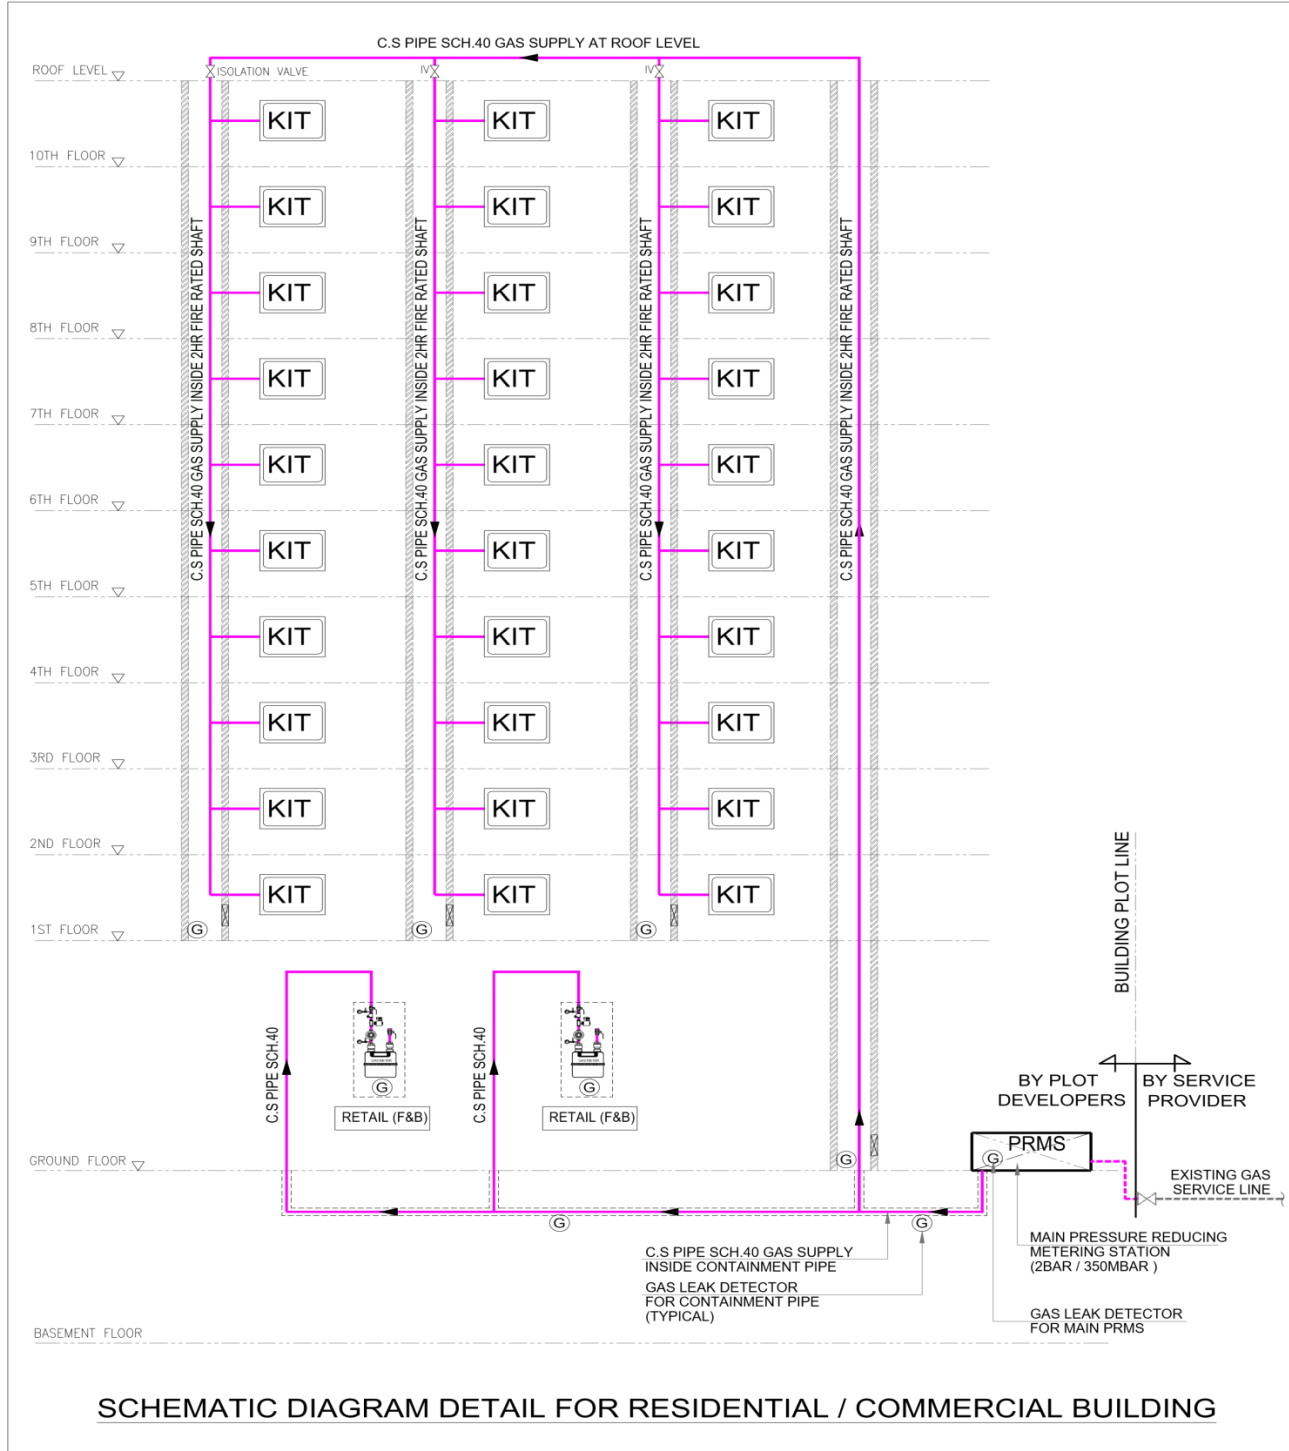 C.S PIPE SCH.40 GAS SUPPLY AT ROOF LEVEL
ROOF LEVEL
ISOLATION VALVE
IV
IV
KIT KIT KIT
10TH FLOOR
KIT KIT KIT
9TH FLOOR
KIT KIT KIT
8TH FLOOR
KIT KIT KIT
7TH FLOOR
KIT KIT KIT
6TH FLOOR
KIT KIT KIT
5TH FLOOR
KIT KIT KIT
4TH FLOOR
KIT KIT KIT
3RD FLOOR
KIT KIT KIT
2ND FLOOR
KIT KIT KIT
1ST FLOOR
G G G
C.S PIPE SCH.40 GAS SUPPLY INSIDE 2HR FIRE RATED SHAFT
C.S PIPE SCH.40 GAS SUPPLY INSIDE 2HR FIRE RATED SHAFT
C.S PIPE SCH.40 GAS SUPPLY INSIDE 2HR FIRE RATED SHAFT
C.S PIPE SCH.40 GAS SUPPLY INSIDE 2HR FIRE RATED SHAFT
BUILDING PLOT LINE
C.S PIPE SCH.40
GAS METER
G
RETAIL (F&B)
C.S PIPE SCH.40
GAS METER
G
RETAIL (F&B)
BY PLOT
DEVELOPERS
BY SERVICE
PROVIDER
PRMS
G
G
GROUND FLOOR
EXISTING GAS
SERVICE LINE
G
G
C.S PIPE SCH.40 GAS SUPPLY
INSIDE CONTAINMENT PIPE
GAS LEAK DETECTOR
FOR CONTAINMENT PIPE
(TYPICAL)
MAIN PRESSURE REDUCING
METERING STATION
(2BAR / 350MBAR )
GAS LEAK DETECTOR
FOR MAIN PRMS
BASEMENT FLOOR
SCHEMATIC DIAGRAM DETAIL FOR RESIDENTIAL / COMMERCIAL BUILDING